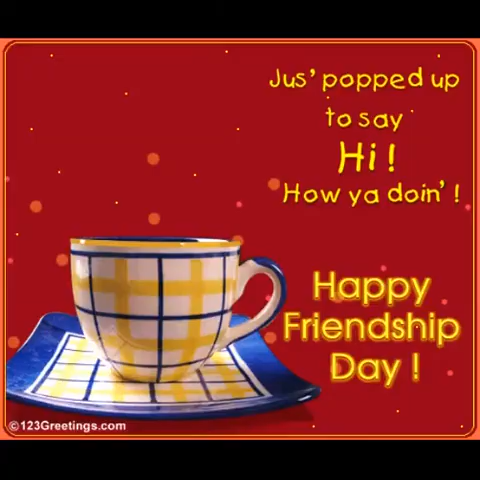 Jus' popped up
to say
Hi !
How ya doin' !
Happy
Friendship
Day !
©123Greetings.com